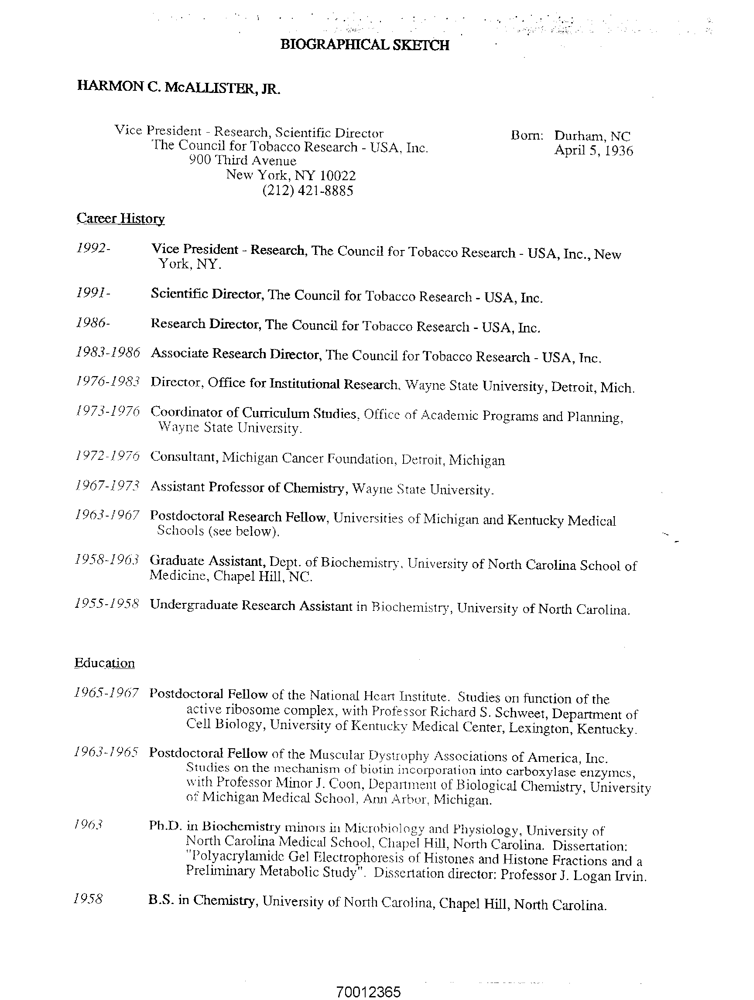 BIOGRAPHICAL SKETCH
HARMON C. McALLISTER, JR.
Vice President - Research, Scientific Director
The Council for Tobacco Research - USA, Inc.
900 Third Avenue
New York, NY 10022
(212) 421-8885
Born: Durham, NC
April 5, 1936
Career History
1992- Vice President - Research, The Council for Tobacco Research - USA, Inc., New
York, NY.
1991- Scientific Director, The Council for Tobacco Research - USA, Inc.
1986- Research Director, The Council for Tobacco Research - USA, Inc.
1983-1986 Associate Research Director, The Council for Tobacco Research - USA, Inc.
1976-1983 Director, Office for Institutional Research, Wayne State University, Detroit, Mich.
1973-1976 Coordinator of Curriculum Studies, Office of Academic Programs and Planning,
Wayne State University.
1972-1976 Consultant, Michigan Cancer Foundation, Detroit, Michigan
1967-1973 Assistant Professor of Chemistry, Wayne State University.
1963-1967 Postdoctoral Research Fellow, Universities of Michigan and Kentucky Medical
Schools (see below).
1958-1963 Graduate Assistant, Dept. of Biochemistry, University of North Carolina School of
Medicine, Chapel Hill, NC.
1955-1958 Undergraduate Research Assistant in Biochemistry, University of North Carolina.
Education
1965-1967 Postdoctoral Fellow of the National Heart Institute. Studies on function of the
active ribosome complex, with Professor Richard S. Schweet, Department of
Cell Biology, University of Kentucky Medical Center, Lexington, Kentucky.
1963-1965 Postdoctoral Fellow of the Muscular Dystrophy Associations of America, Inc.
Studies on the mechanism of biotin incorporation into carboxylase enzymes,
with Professor Minor J. Coon, Department of Biological Chemistry, University
of Michigan Medical School, Ann Arbor, Michigan.
1963 Ph.D. in Biochemistry minors in Microbiology and Physiology, University of
North Carolina Medical School, Chapel Hill, North Carolina. Dissertation:
"Polyacrylamide Gel Electrophoresis of Histones and Histone Fractions and a
Preliminary Metabolic Study". Dissertation director: Professor J. Logan Irvin.
1958 B.S. in Chemistry, University of North Carolina, Chapel Hill, North Carolina.
70012365